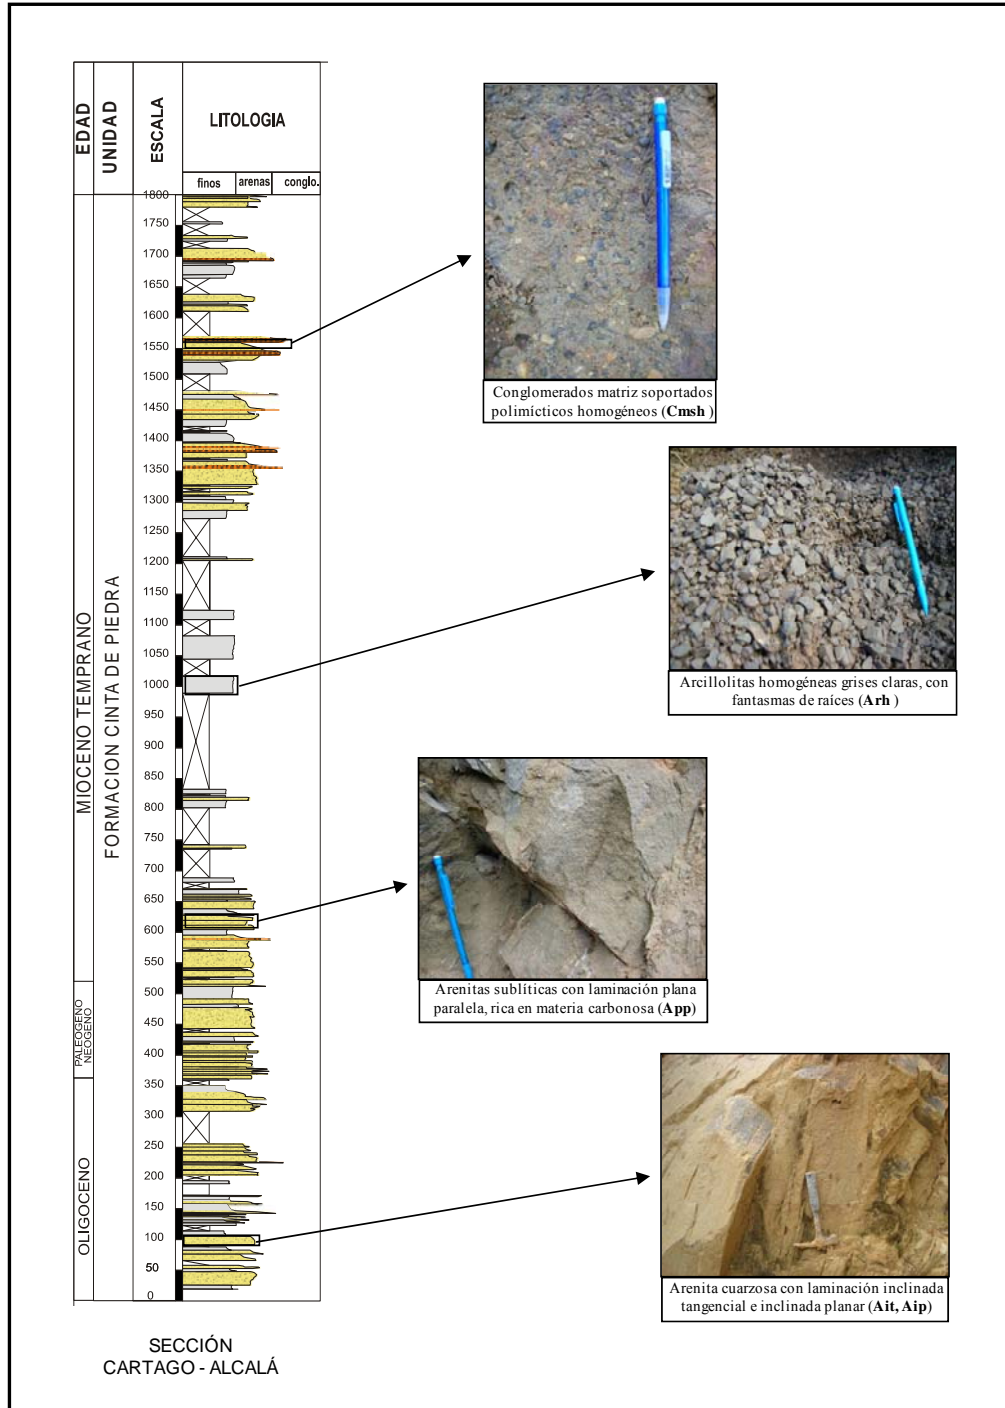 EDAD
UNIDAD
ESCALA
LITOLOGIA
finos arenas conglo.
1800
1750
1700
1650
1600
1550
1500
1450
1400
1350
1300
1250
1200
1150
1100
1050
1000
950
900
850
800
750
700
650
600
550
500
450
400
350
300
250
200
150
100
50
0
MIOCENO TEMPRANO
PALEOGENO
NEOGENO
OLIGOCENO
FORMACION CINTA DE PIEDRA
Conglomerados matriz soportados
polimícticos homogéneos (Cmsh )
Arcillolitas homogéneas grises claras, con
fantasmas de raíces (Arh )
Arenitas sublíticas con laminación plana
paralela, rica en materia carbonosa (App)
Arenita cuarzosa con laminación inclinada
tangencial e inclinada planar (Ait, Aip)
SECCIÓN
CARTAGO - ALCALÁ